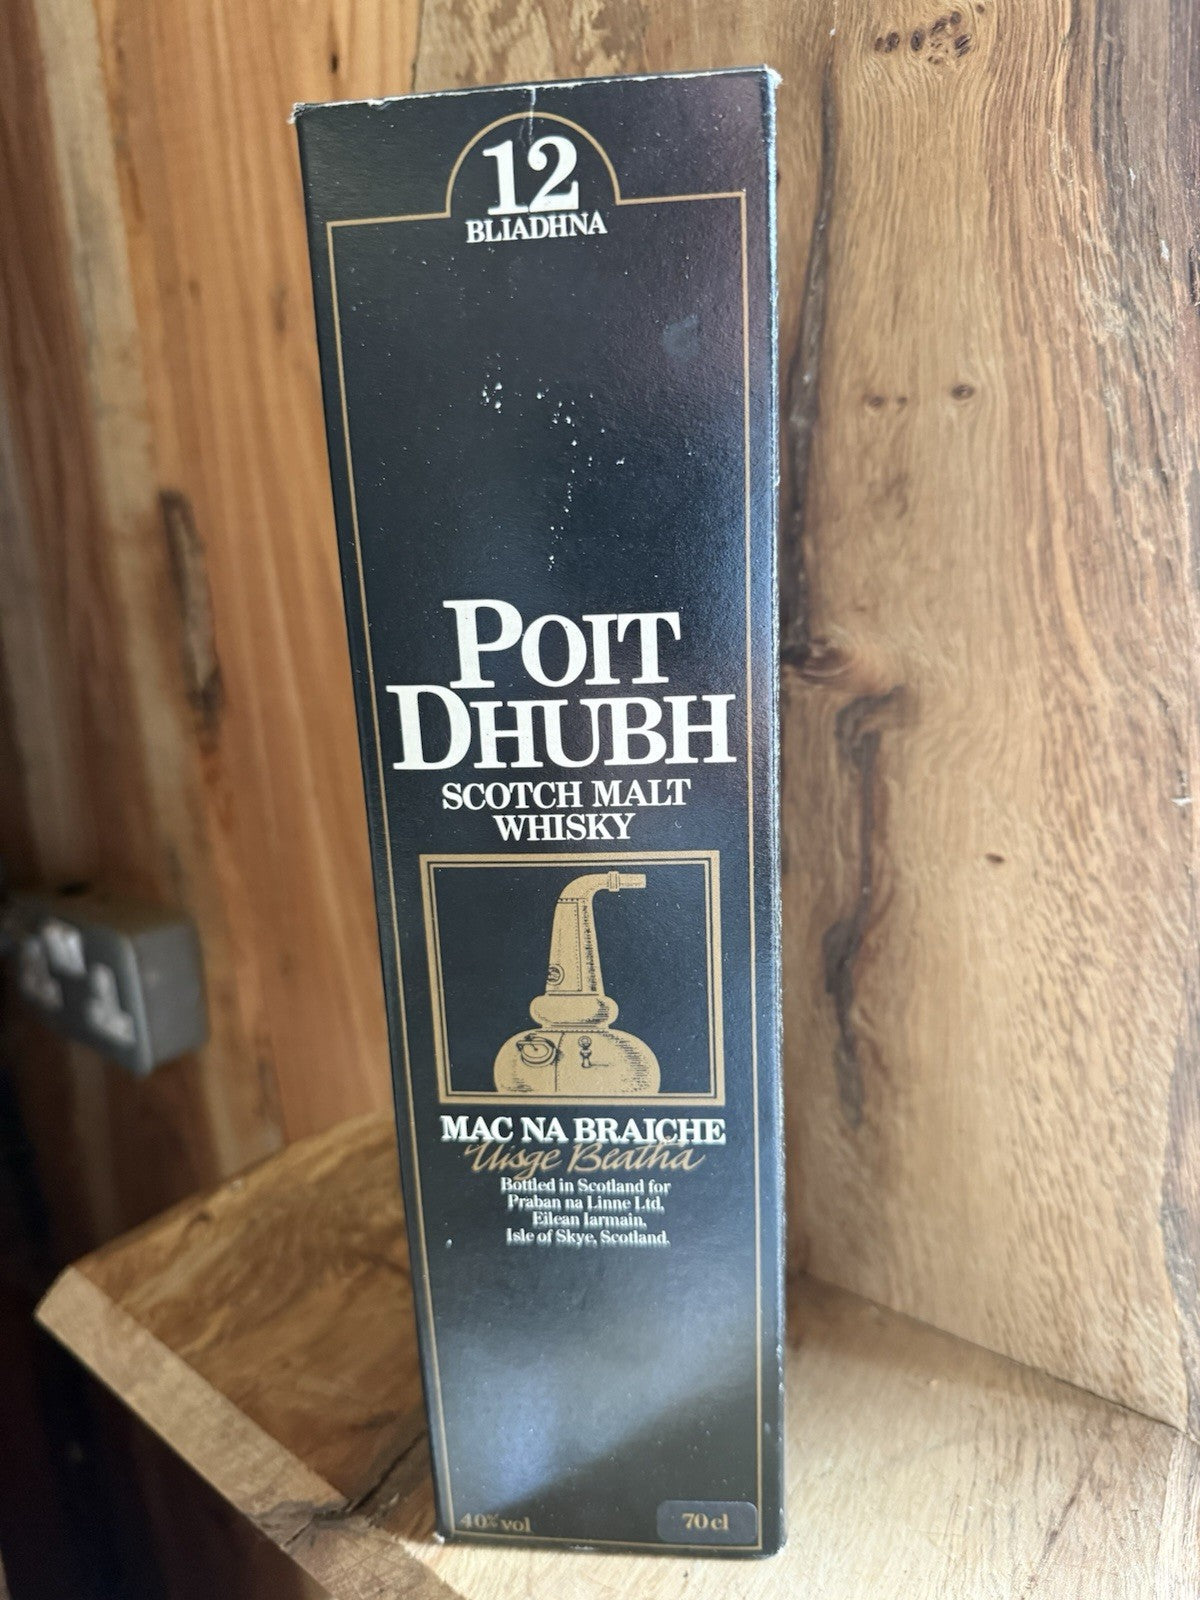 12
BLIADHNA
POIT
DHUBH
SCOTCH MALT
WHISKY
MAC NA BRAICHE
Uisge Beatha
Bottled in Scotland for
Praban na Linne Ltd,
Eilean Iarmain,
Isle of Skye, Scotland.
40% vol
70 cl